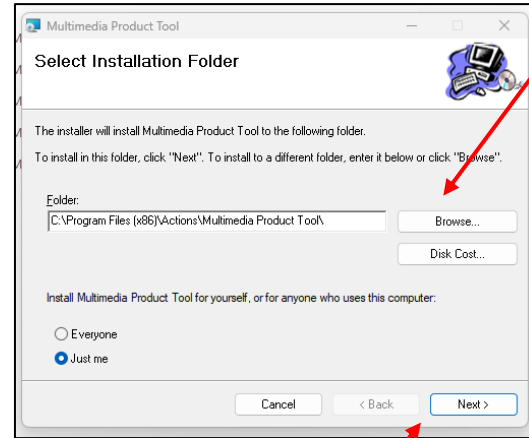 Multimedia Product Tool
Select Installation Folder
The installer will install Multimedia Product Tool to the following folder.
To install in this folder, click "Next". To install to a different folder, enter it below or click "Browse".
Folder:
C:\Program Files (x86)\Actions\Multimedia Product Tool\
Browse...
Disk Cost...
Install Multimedia Product Tool for yourself, or for anyone who uses this computer:
Everyone
Just me
Cancel
< Back
Next >